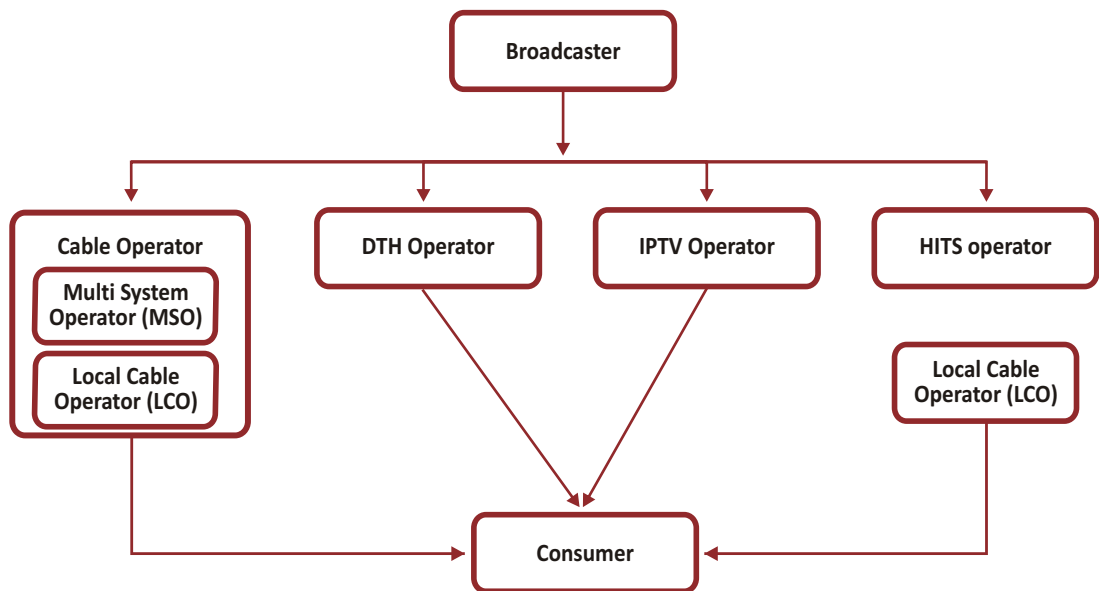 Broadcaster
Cable Operator
Multi System
Operator (MSO)
Local Cable
Operator (LCO)
DTH Operator
IPTV Operator
HITS operator
Local Cable
Operator (LCO)
Consumer